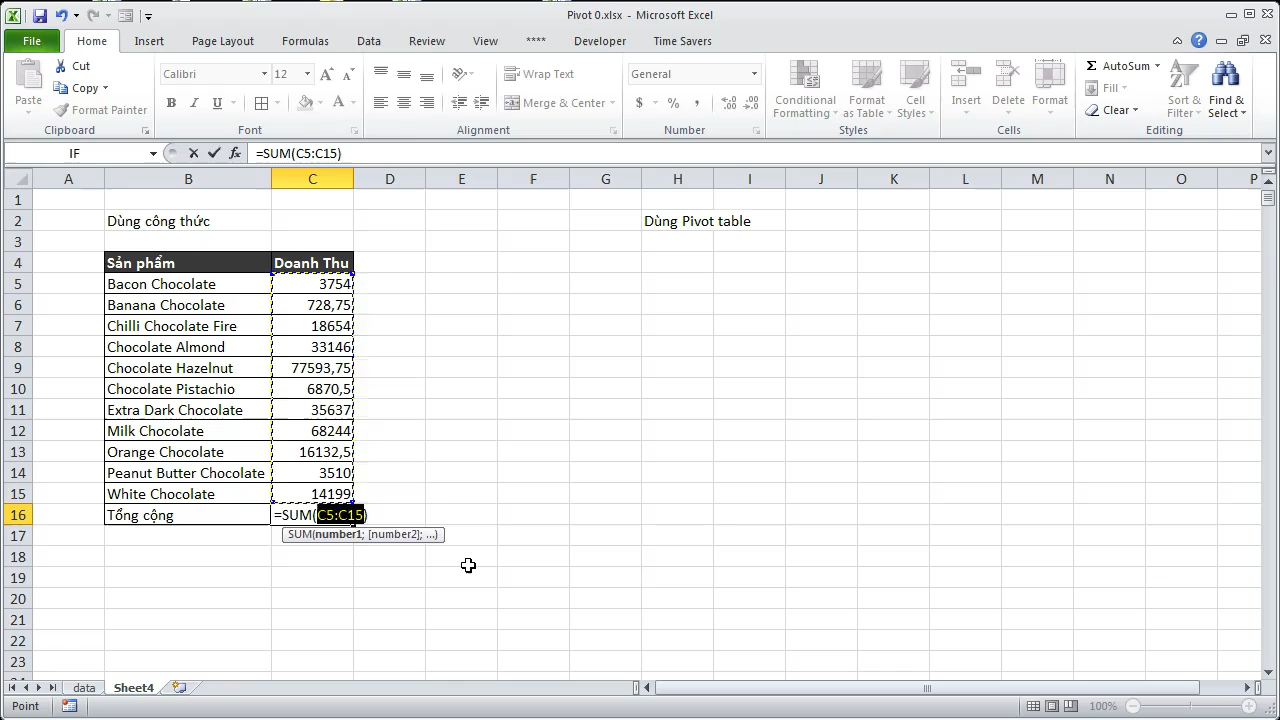 Pivot 0.xlsx - Microsoft Excel
File Home Insert Page Layout Formulas Data Review View **** Developer Time Savers
Paste Cut Copy Format Painter
Calibri 12 B I U A
Wrap Text Merge & Center
General $ % ,
Conditional Formatting Format as Table Cell Styles
Insert Delete Format
Σ AutoSum Fill Clear Sort & Filter Find & Select
Clipboard Font Alignment Number Styles Cells Editing
IF fx =SUM(C5:C15)
A B C D E F G H I J K L M N O P
1
2 Dùng công thức Dùng Pivot table
3
4 Sản phẩm Doanh Thu
5 Bacon Chocolate 3754
6 Banana Chocolate 728,75
7 Chilli Chocolate Fire 18654
8 Chocolate Almond 33146
9 Chocolate Hazelnut 77593,75
10 Chocolate Pistachio 6870,5
11 Extra Dark Chocolate 35637
12 Milk Chocolate 68244
13 Orange Chocolate 16132,5
14 Peanut Butter Chocolate 3510
15 White Chocolate 14199
16 Tổng cộng =SUM(C5:C15)
17 SUM(number1; [number2]; ...)
18
19
20
21
22
23
data Sheet4
Point 100%